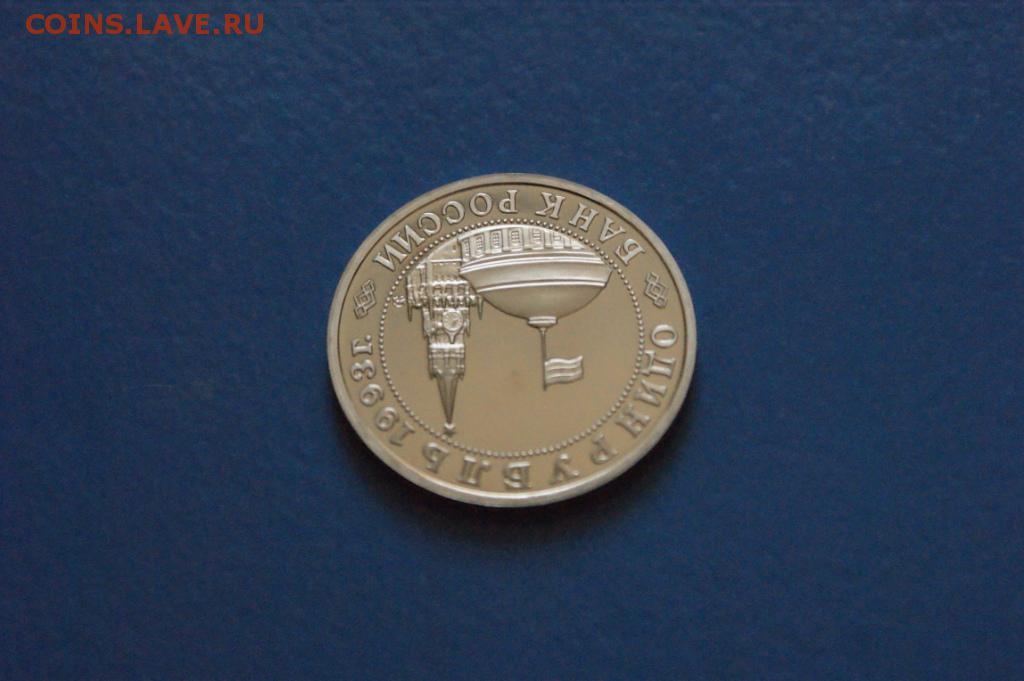 COINS.LAVE.RU
ОДИН РУБЛЬ 1993 г.
БАНК РОССИИ